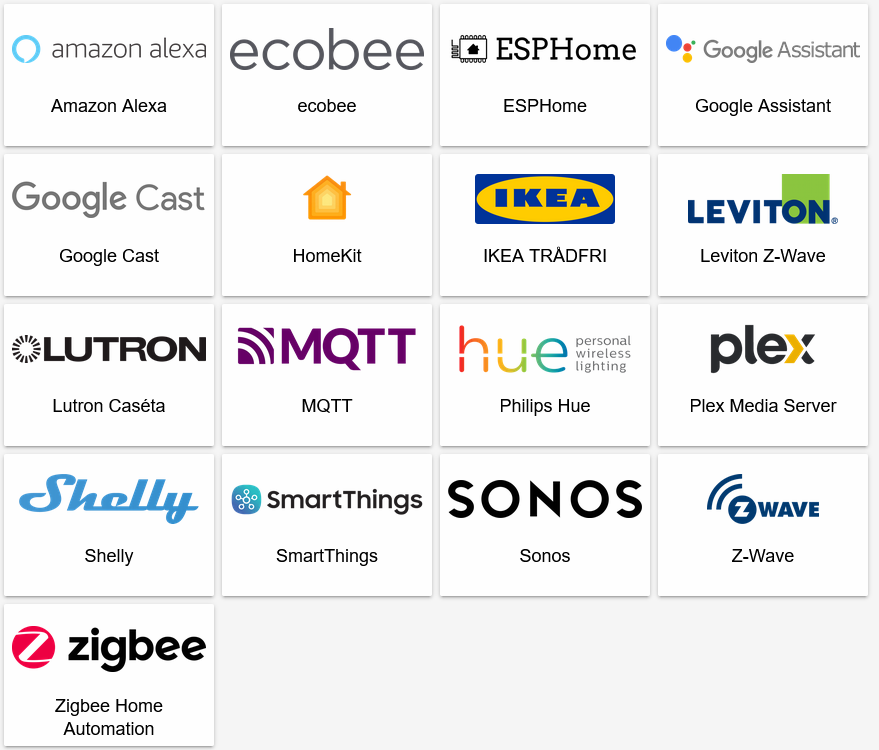 amazon alexa
Amazon Alexa
ecobee
ecobee
ESPHome
ESPHome
Google Assistant
Google Assistant
Google Cast
Google Cast
HomeKit
IKEA
IKEA TRÅDFRI
LEVITON®
Leviton Z-Wave
LUTRON
Lutron Caséta
MQTT
MQTT
hue personal
wireless
lighting
Philips Hue
plex
Plex Media Server
Shelly
Shelly
SmartThings
SmartThings
SONOS
Sonos
Z WAVE
Z-Wave
zigbee
Zigbee Home
Automation